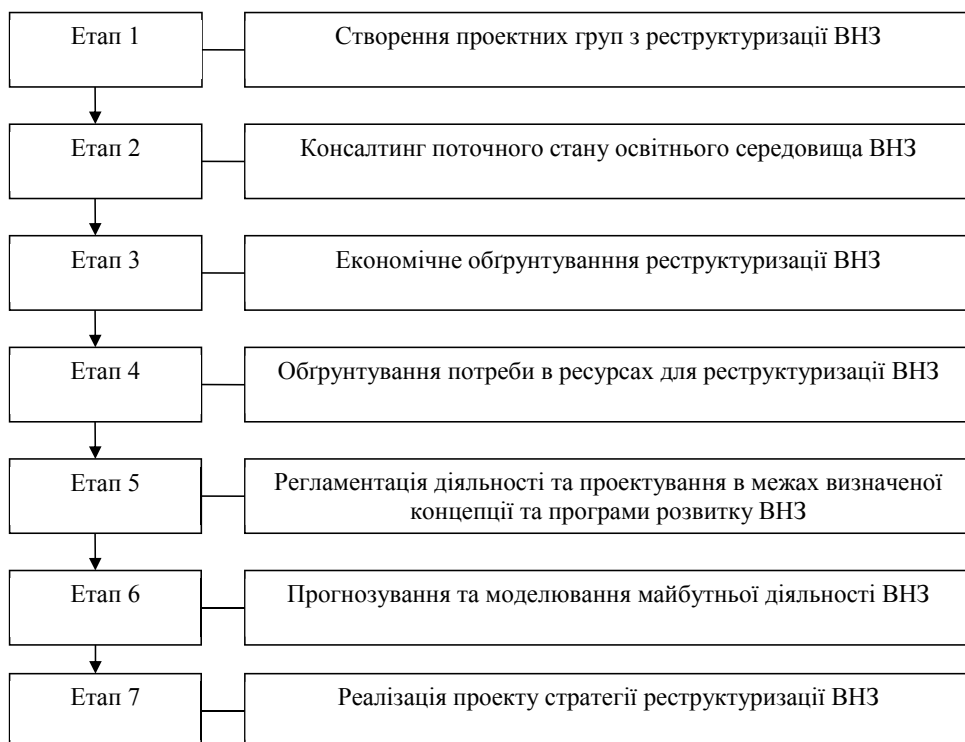 Етап 1
Створення проектних груп з реструктуризації ВНЗ
Етап 2
Консалтинг поточного стану освітнього середовища ВНЗ
Етап 3
Економічне обґрунтуванння реструктуризації ВНЗ
Етап 4
Обґрунтування потреби в ресурсах для реструктуризації ВНЗ
Етап 5
Регламентація діяльності та проектування в межах визначеної
концепції та програми розвитку ВНЗ
Етап 6
Прогнозування та моделювання майбутньої діяльності ВНЗ
Етап 7
Реалізація проекту стратегії реструктуризації ВНЗ